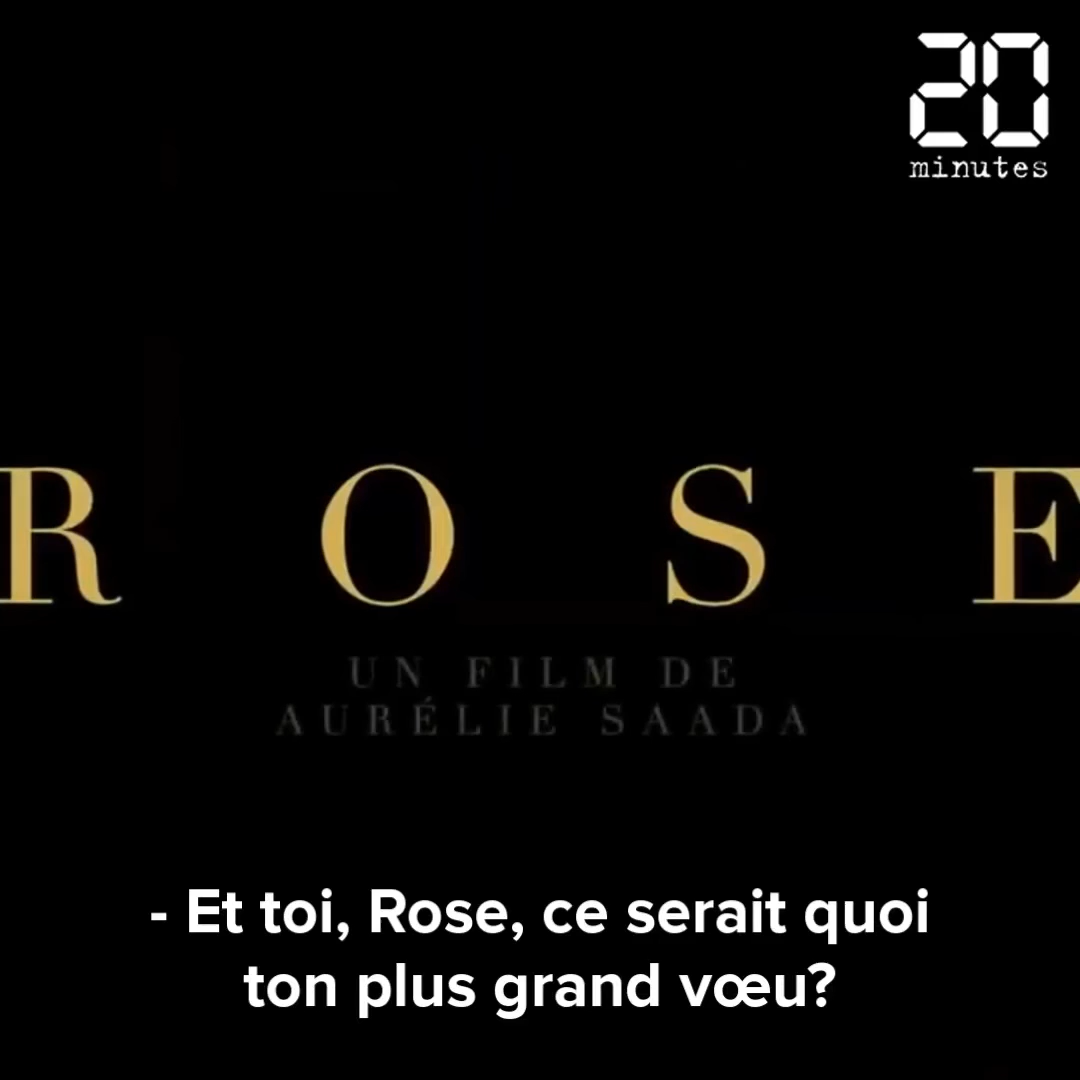 20
minutes
ROSE
UN FILM DE
AURÉLIE SAADA
- Et toi, Rose, ce serait quoi
ton plus grand vœu?